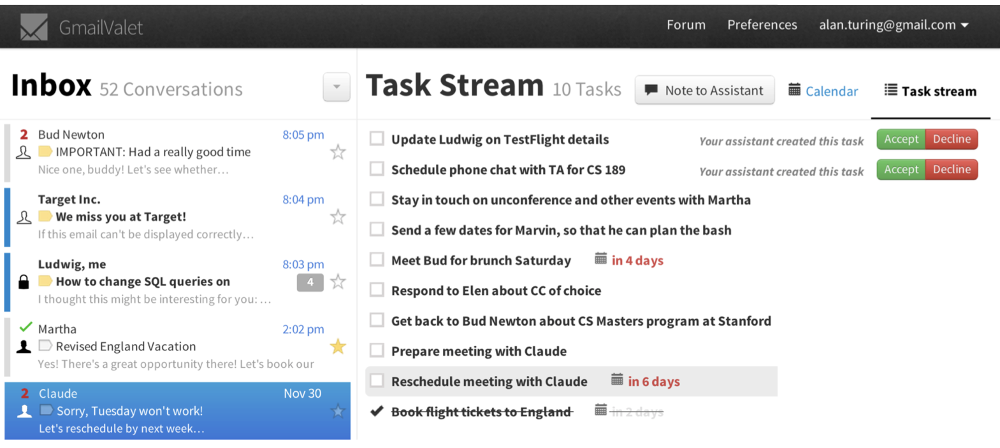 GmailValet
Forum Preferences alan.turing@gmail.com
Inbox 52 Conversations
2 Bud Newton 8:05 pm
IMPORTANT: Had a really good time
Nice one, buddy! Let's see whether...
Target Inc. 8:04 pm
We miss you at Target!
If this email can't be displayed correctly...
Ludwig, me 8:03 pm
How to change SQL queries on 4
I thought this might be interesting for you: ...
Martha 2:02 pm
Revised England Vacation
Yes! There's a great opportunity there! Let's book our
2 Claude Nov 30
Sorry, Tuesday won't work!
Let's reschedule by next week...
Task Stream 10 Tasks Note to Assistant Calendar Task stream
Update Ludwig on TestFlight details Your assistant created this task Accept Decline
Schedule phone chat with TA for CS 189 Your assistant created this task Accept Decline
Stay in touch on unconference and other events with Martha
Send a few dates for Marvin, so that he can plan the bash
Meet Bud for brunch Saturday in 4 days
Respond to Elen about CC of choice
Get back to Bud Newton about CS Masters program at Stanford
Prepare meeting with Claude
Reschedule meeting with Claude in 6 days
Book flight tickets to England in 2 days